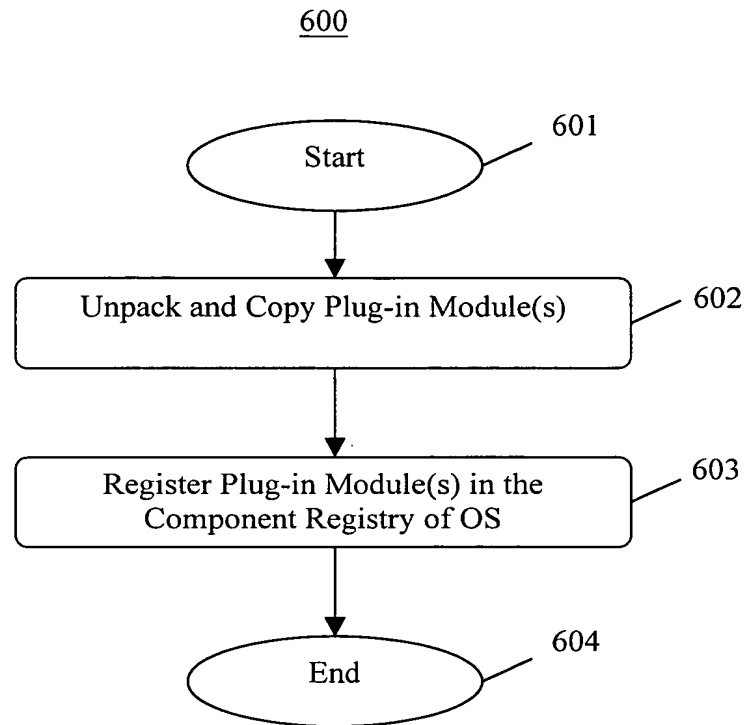 600
601
Start
Unpack and Copy Plug-in Module(s)
602
603
Register Plug-in Module(s) in the
Component Registry of OS
604
End